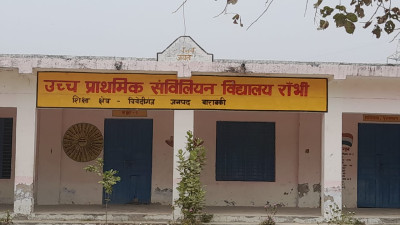 उच्च प्राथमिक संविलियन विद्यालय राँभी
शिक्षा क्षेत्र - त्रिवेदीगंज जनपद बाराबंकी